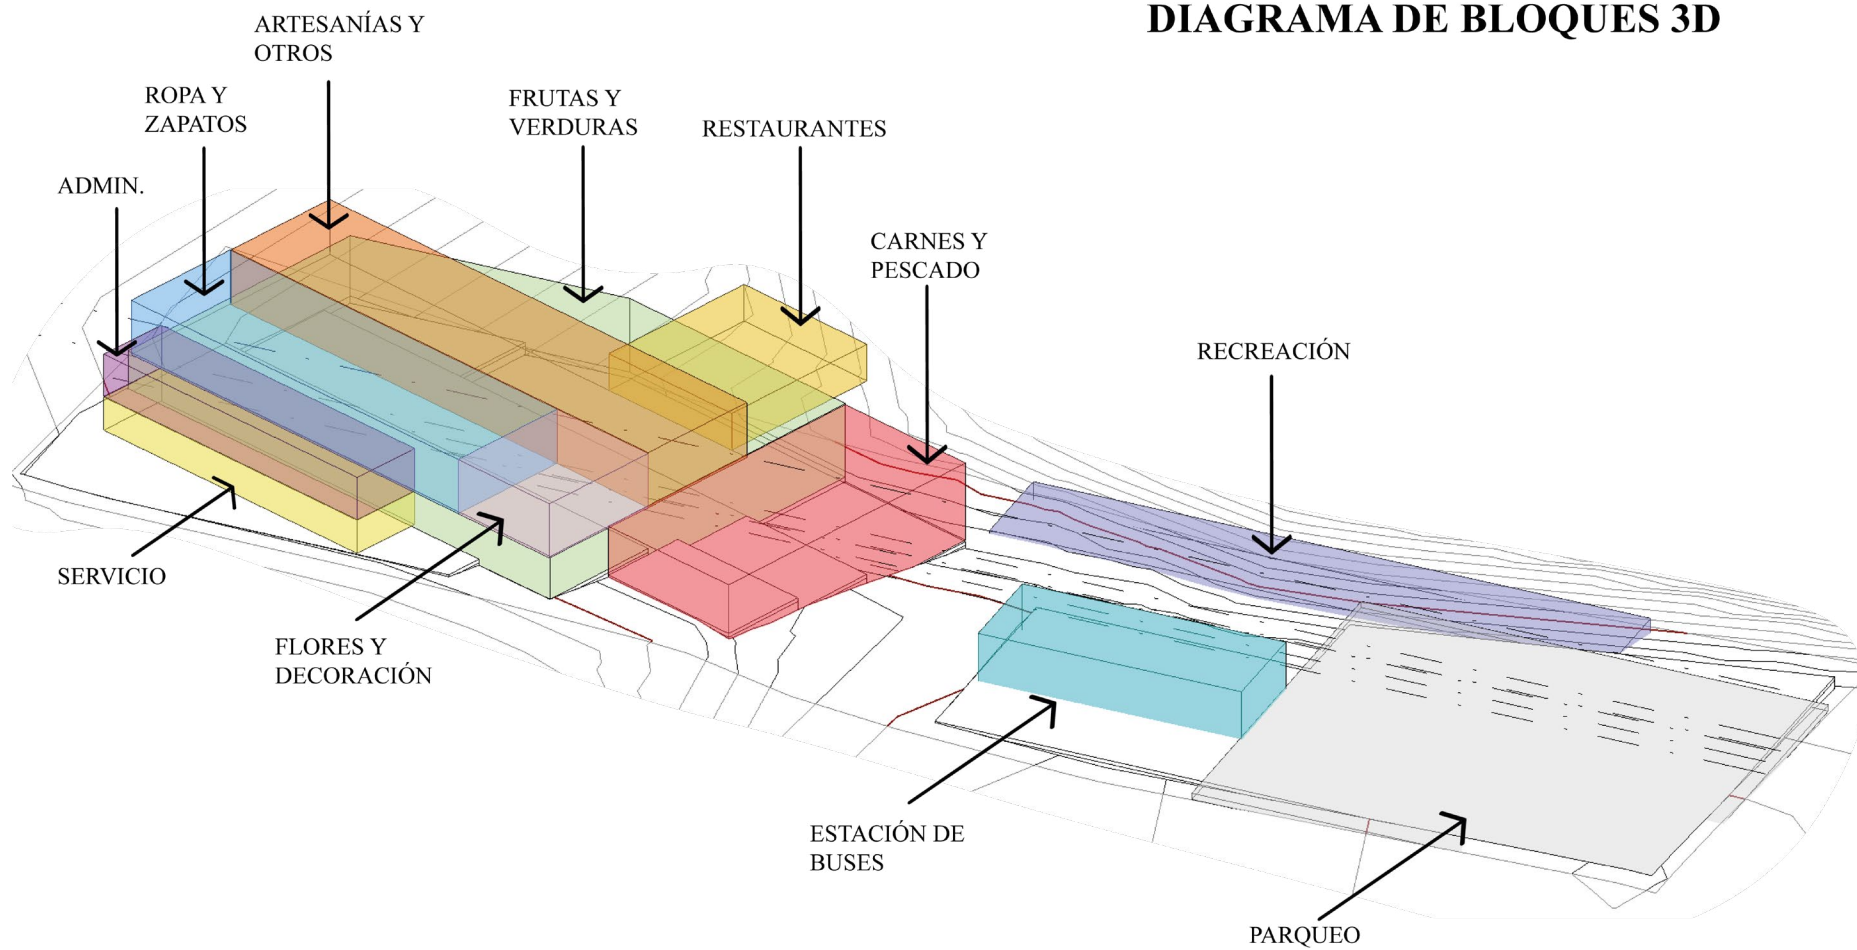 DIAGRAMA DE BLOQUES 3D
ARTESANÍAS Y
OTROS
ROPA Y
ZAPATOS
FRUTAS Y
VERDURAS
RESTAURANTES
ADMIN.
CARNES Y
PESCADO
RECREACIÓN
SERVICIO
FLORES Y
DECORACIÓN
ESTACIÓN DE
BUSES
PARQUEO